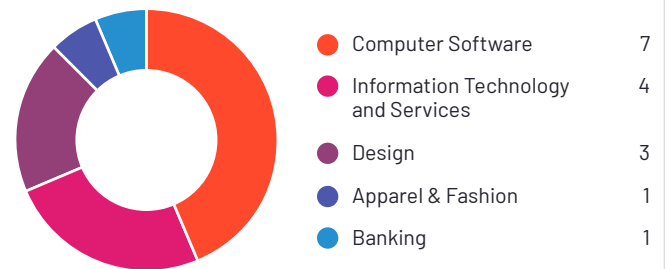 Computer Software 7
Information Technology 4
and Services
Design 3
Apparel & Fashion 1
Banking 1